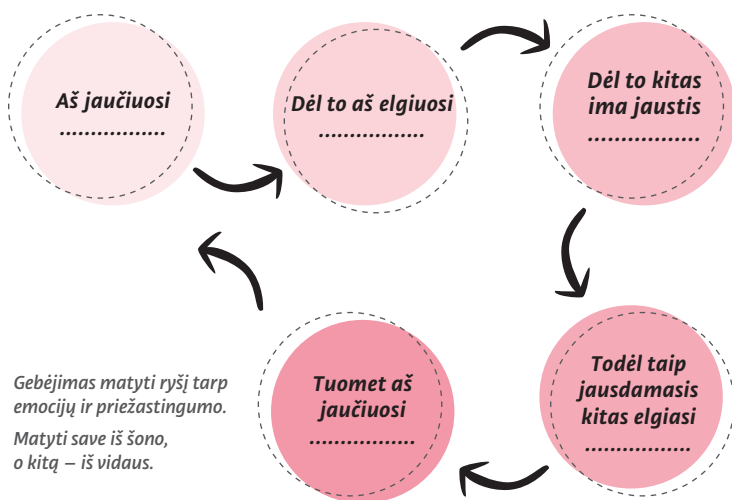 Aš jaučiuosi
.................
Dėl to aš elgiuosi
.................
Dėl to kitas
ima jaustis
..................
Todėl taip
jausdamasis
kitas elgiasi
.................
Tuomet aš
jaučiuosi
.................
Gebėjimas matyti ryšį tarp
emocijų ir priežastingumo.
Matyti save iš šono,
o kitą – iš vidaus.